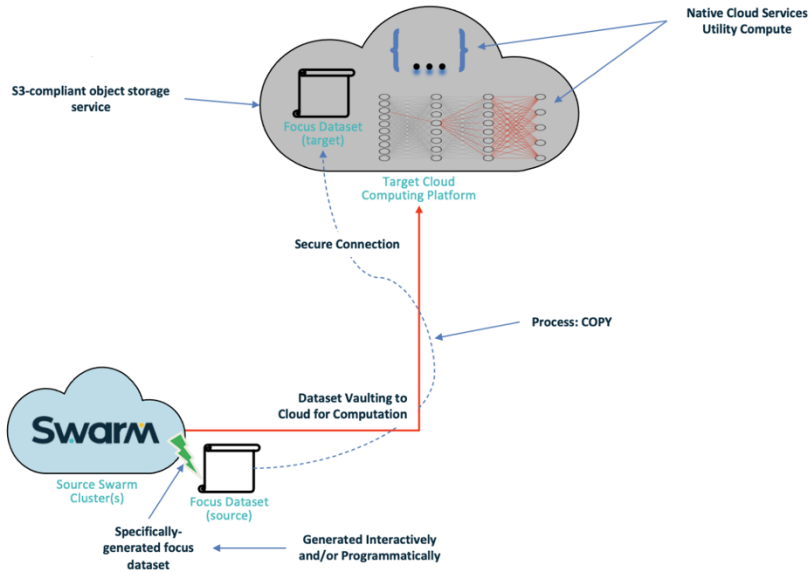 Native Cloud Services
Utility Compute
{ ... }
S3-compliant object storage
service
Focus Dataset
(target)
Target Cloud
Computing Platform
Secure Connection
Process: COPY
Dataset Vaulting to
Cloud for Computation
Swarm
Source Swarm
Cluster(s)
Focus Dataset
(source)
Specifically-
generated focus
dataset
Generated Interactively
and/or Programmatically